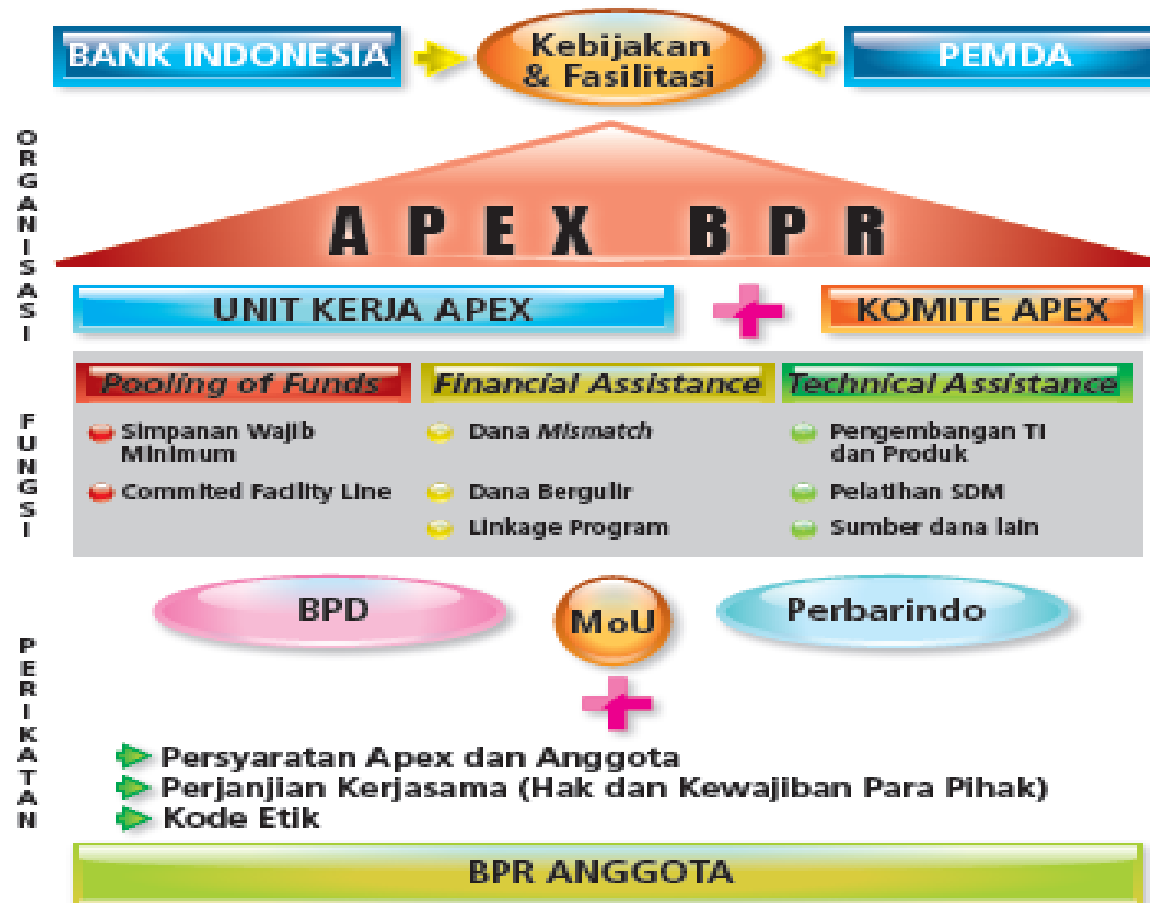 BANK INDONESIA
Kebijakan
& Fasilitasi
PEMDA
ORGANISASI
APEX BPR
UNIT KERJA APEX
KOMITE APEX
FUNGSI
Pooling of Funds
Simpanan Wajib
Minimum
Commited Facility Line
Financial Assistance
Dana Mismatch
Dana Bergulir
Linkage Program
Technical Assistance
Pengembangan TI
dan Produk
Pelatihan SDM
Sumber dana lain
PERIKATAN
BPD
MoU
Perbarindo
Persyaratan Apex dan Anggota
Perjanjian Kerjasama (Hak dan Kewajiban Para Pihak)
Kode Etik
BPR ANGGOTA